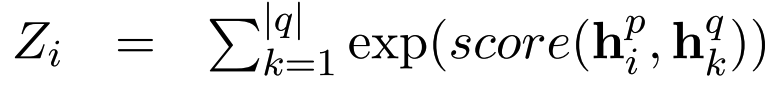 Z_i = \sum_{k=1}^{|q|} \exp(score(\mathbf{h}_i^p, \mathbf{h}_k^q))